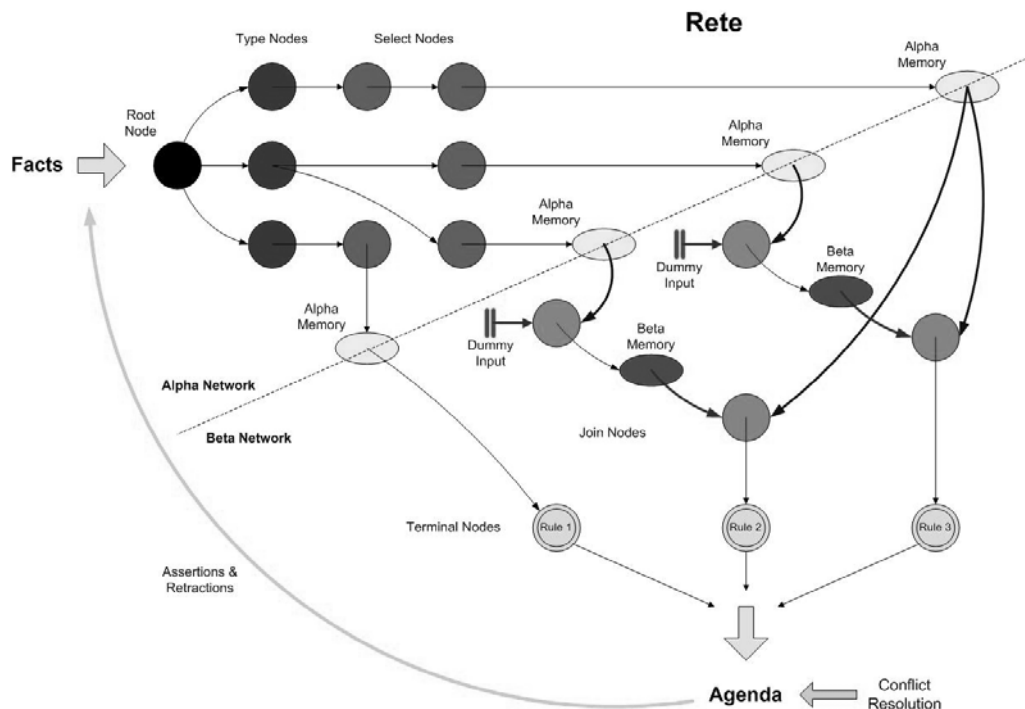 Rete
Type Nodes
Select Nodes
Alpha
Memory
Root
Node
Facts
Alpha
Memory
Alpha
Memory
Dummy
Input
Beta
Memory
Alpha
Memory
Dummy
Input
Beta
Memory
Alpha Network
Beta Network
Join Nodes
Terminal Nodes
Rule 1
Rule 2
Rule 3
Assertions &
Retractions
Agenda
Conflict
Resolution